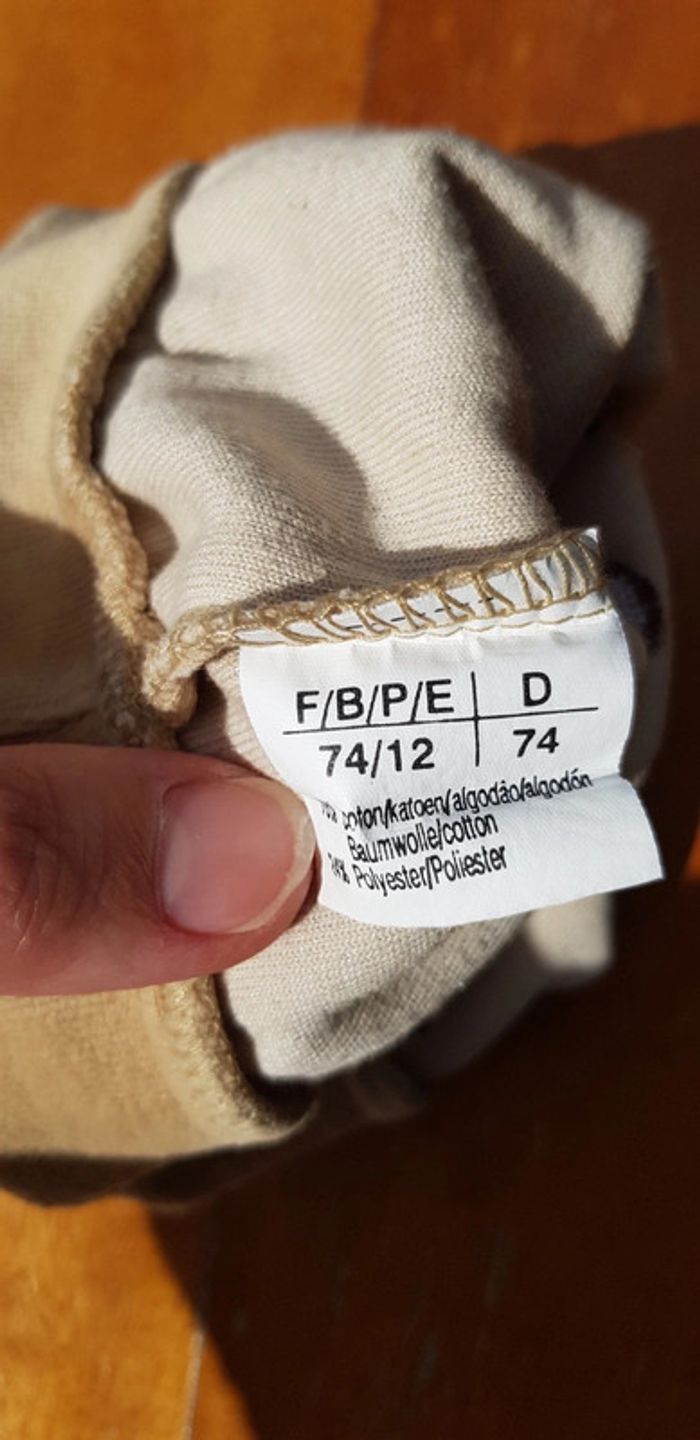 F/B/P/E D
74/12 74
coton/katoen/algodão/algodón
Baumwolle/cotton
Polyester/Poliester